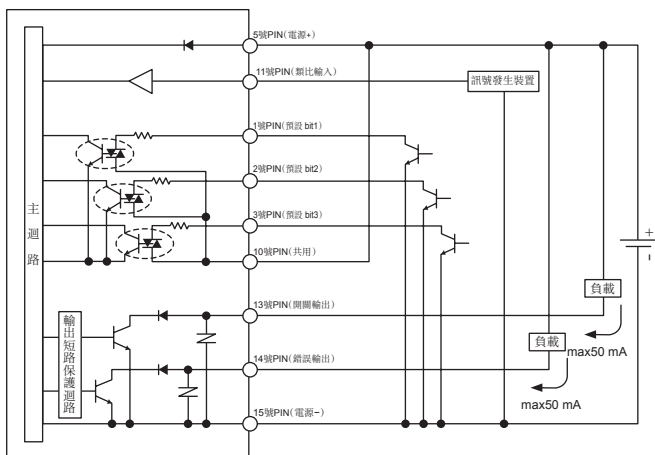 5號PIN(電源+)
11號PIN(類比輸入)
訊號發生裝置
1號PIN(預設 bit1)
2號PIN(預設 bit2)
3號PIN(預設 bit3)
主迴路
10號PIN(共用)
+
-
負載
13號PIN(開關輸出)
輸出短路保護迴路
負載
max50 mA
14號PIN(錯誤輸出)
max50 mA
15號PIN(電源−)